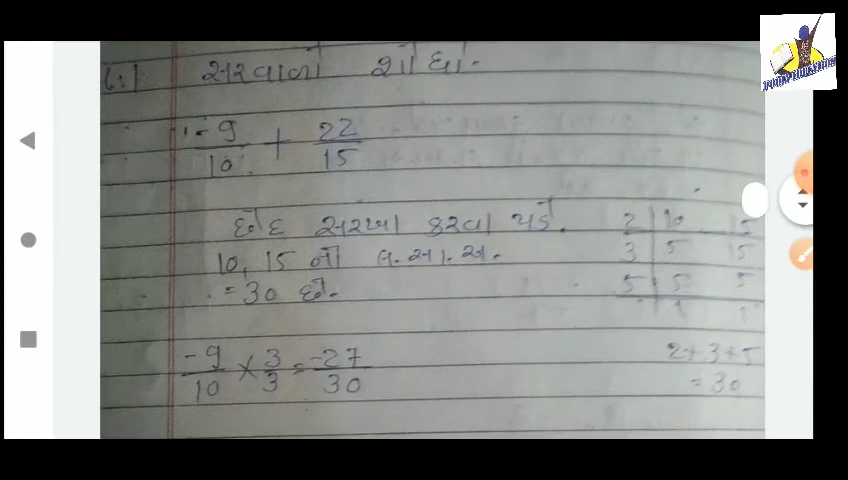 સરવાળો શોધો.
-9/10 + 22/15
છેદ સરખા કરવા પડે.
10, 15 નો લ.સા.અ.
= 30 છે.
2 | 10 15
3 | 5 15
5 | 5 5
1 1
-9/10 × 3/3 = -27/30
2 + 3 + 5
= 30